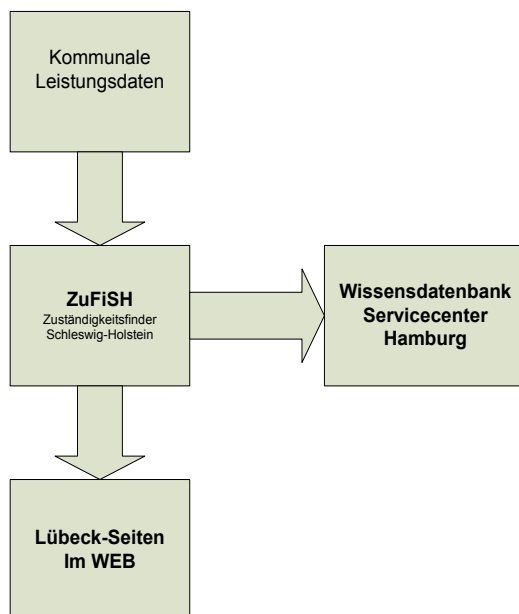 Kommunale
Leistungsdaten
ZuFiSH
Zuständigkeitsfinder
Schleswig-Holstein
Wissensdatenbank
Servicecenter
Hamburg
Lübeck-Seiten
Im WEB